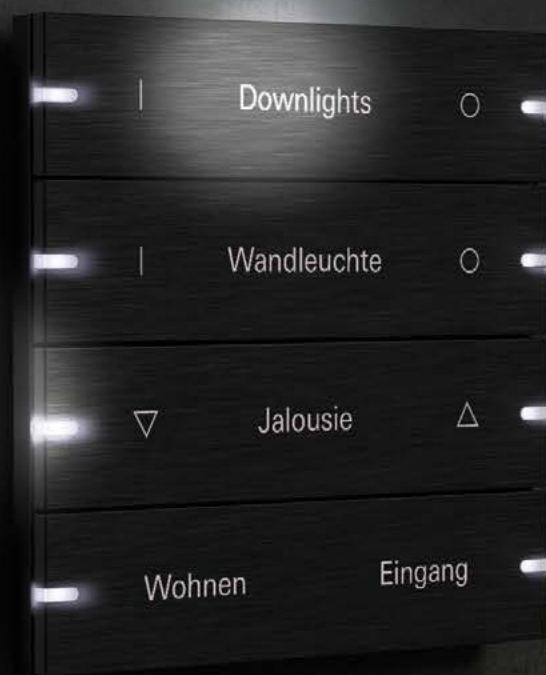 | Downlights ○
| Wandleuchte ○
▽ Jalousie △
Wohnen Eingang